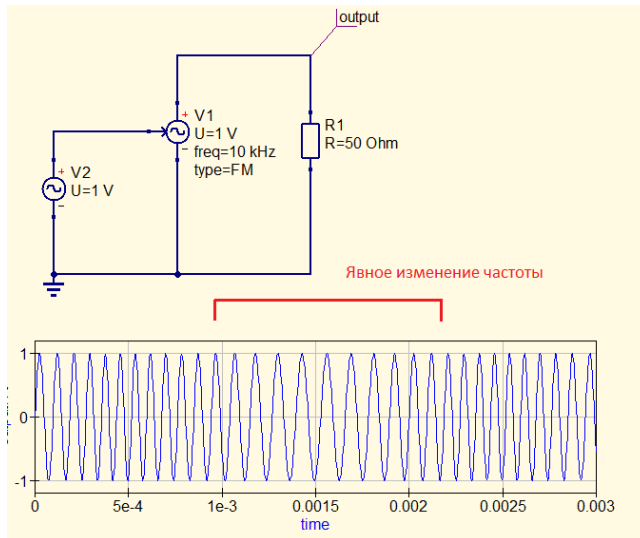 output
V1
U=1 V
freq=10 kHz
type=FM
R1
R=50 Ohm
V2
U=1 V
Явное изменение частоты
1
0
-1
0
5e-4
1e-3
0.0015
0.002
0.0025
0.003
time